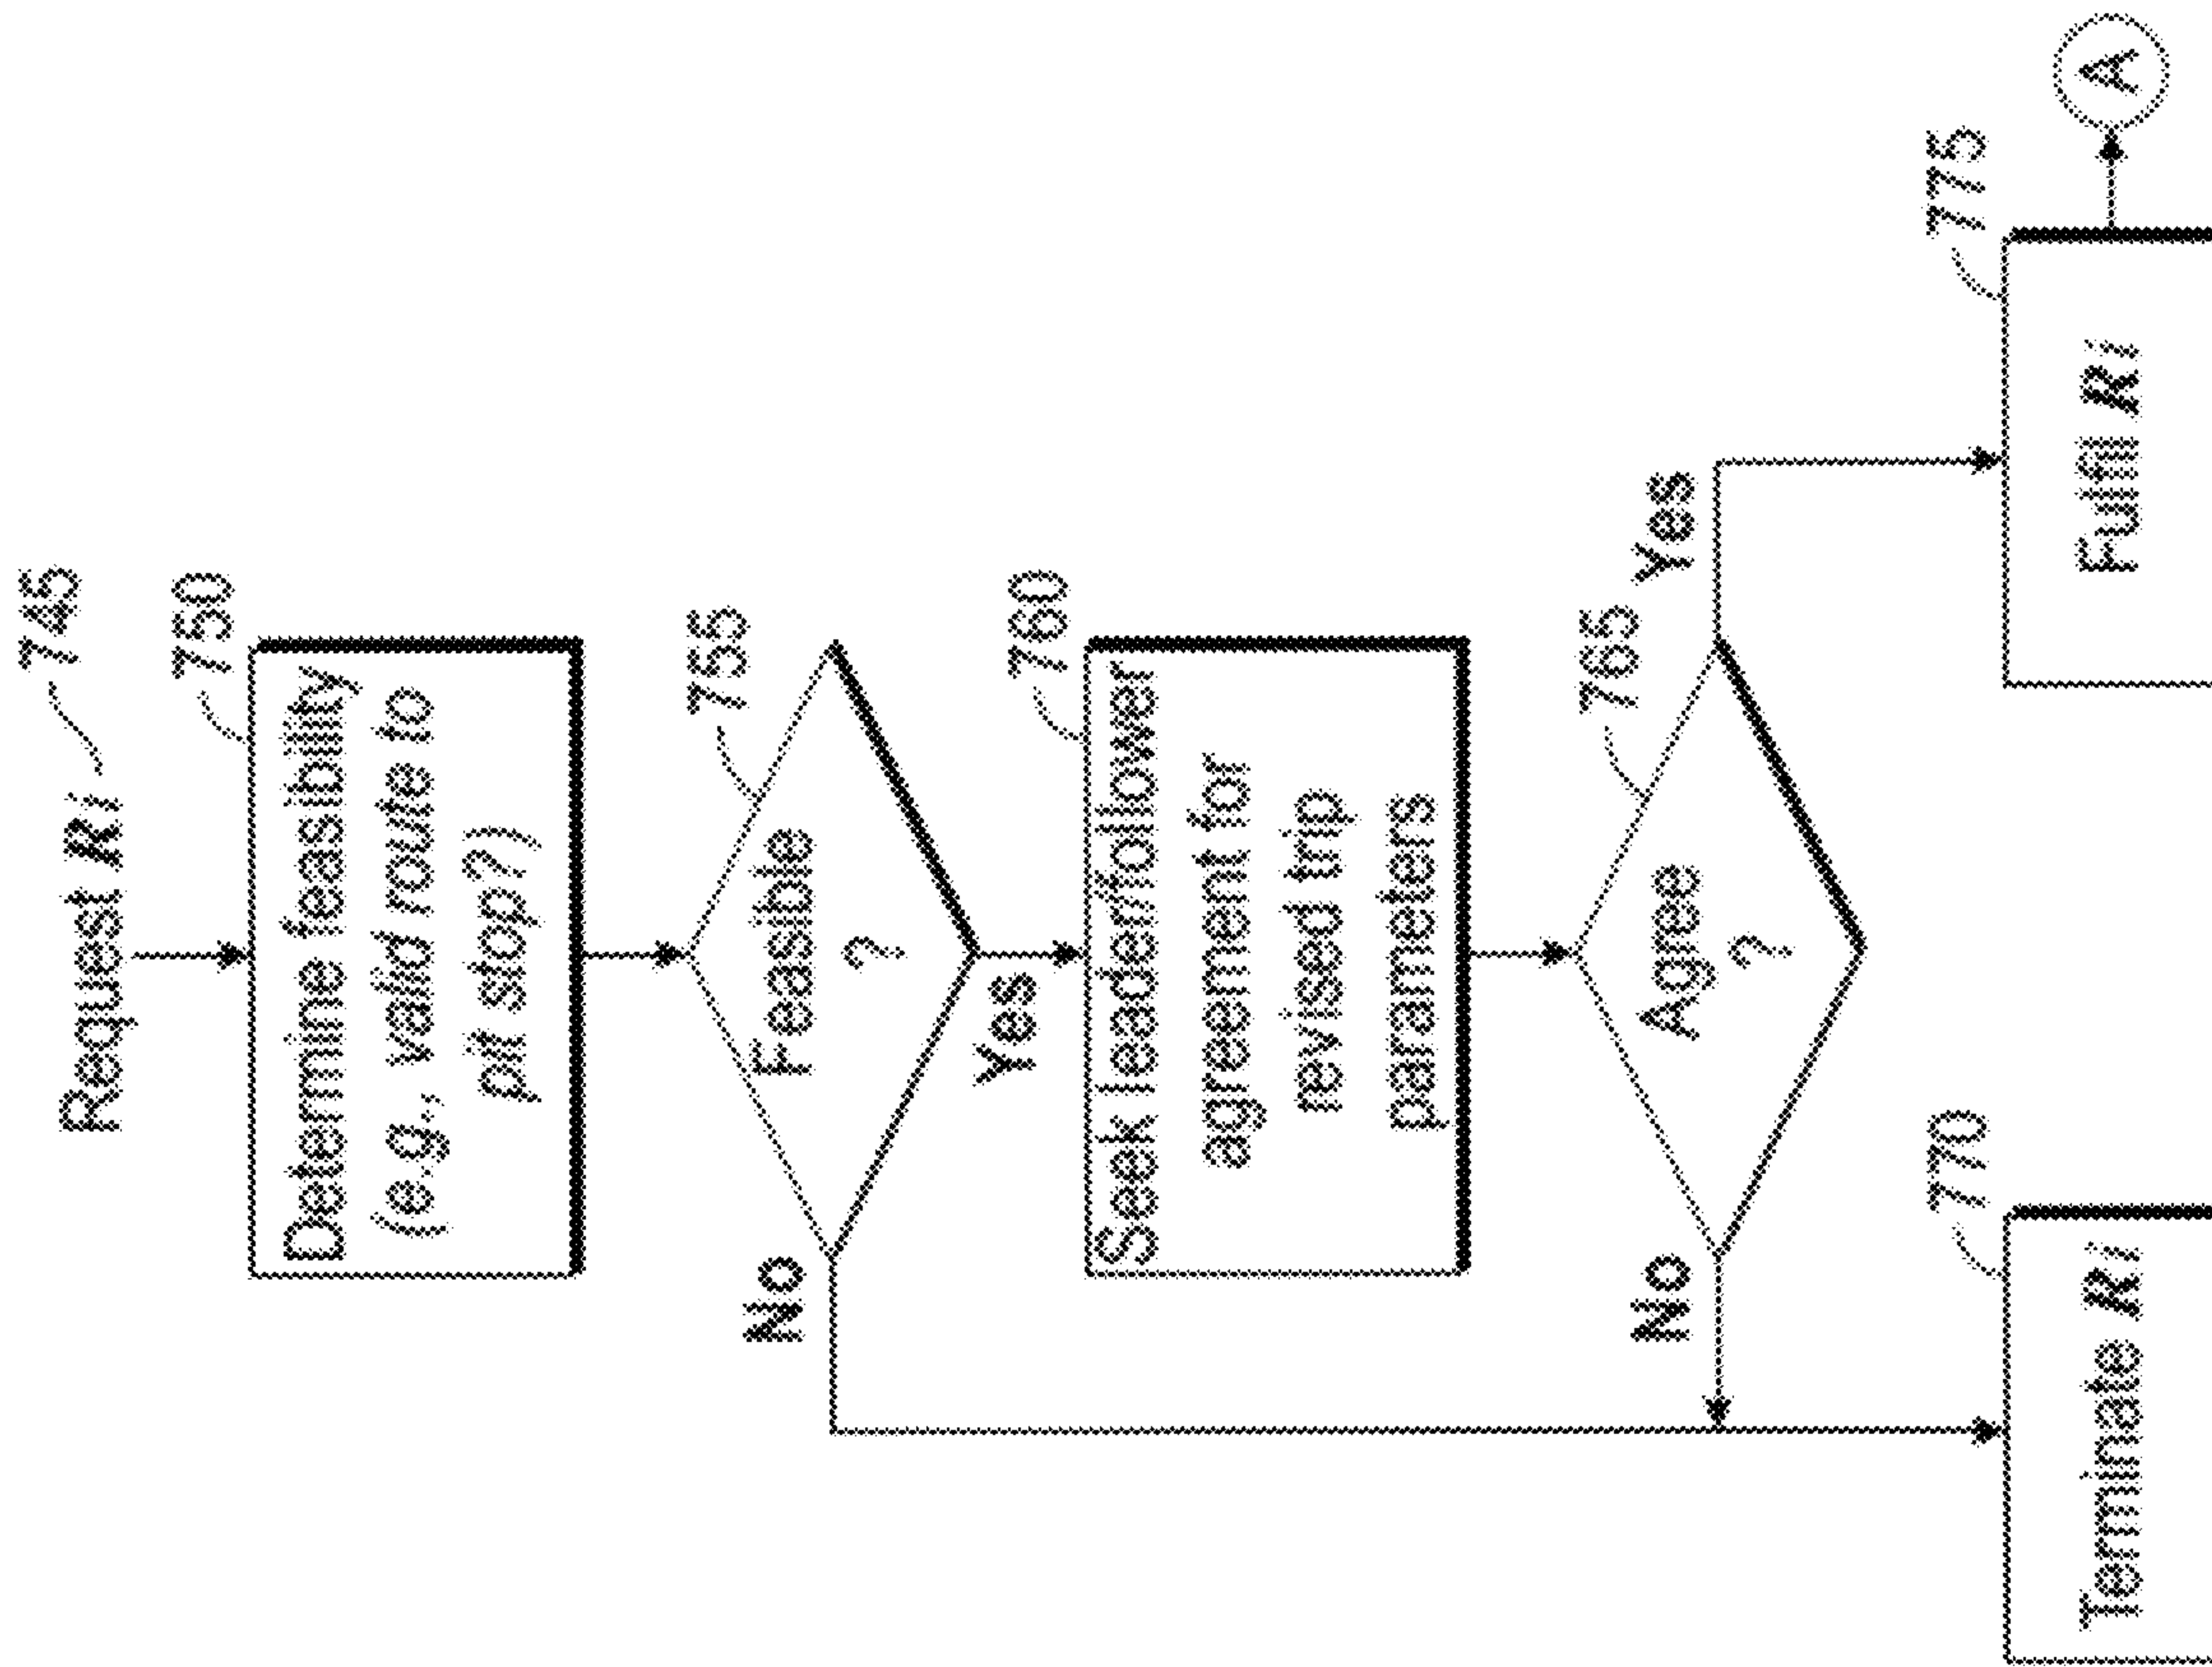 Request Ri
745
750
Determine feasibility
(e.g., valid route to
pit stop?)
755
Feasible
?
No
Yes
760
Seek leader/follower
agreement for
revised trip
parameters
765
Agree
?
No
Yes
770
Terminate Ri
775
Fulfil Ri
A